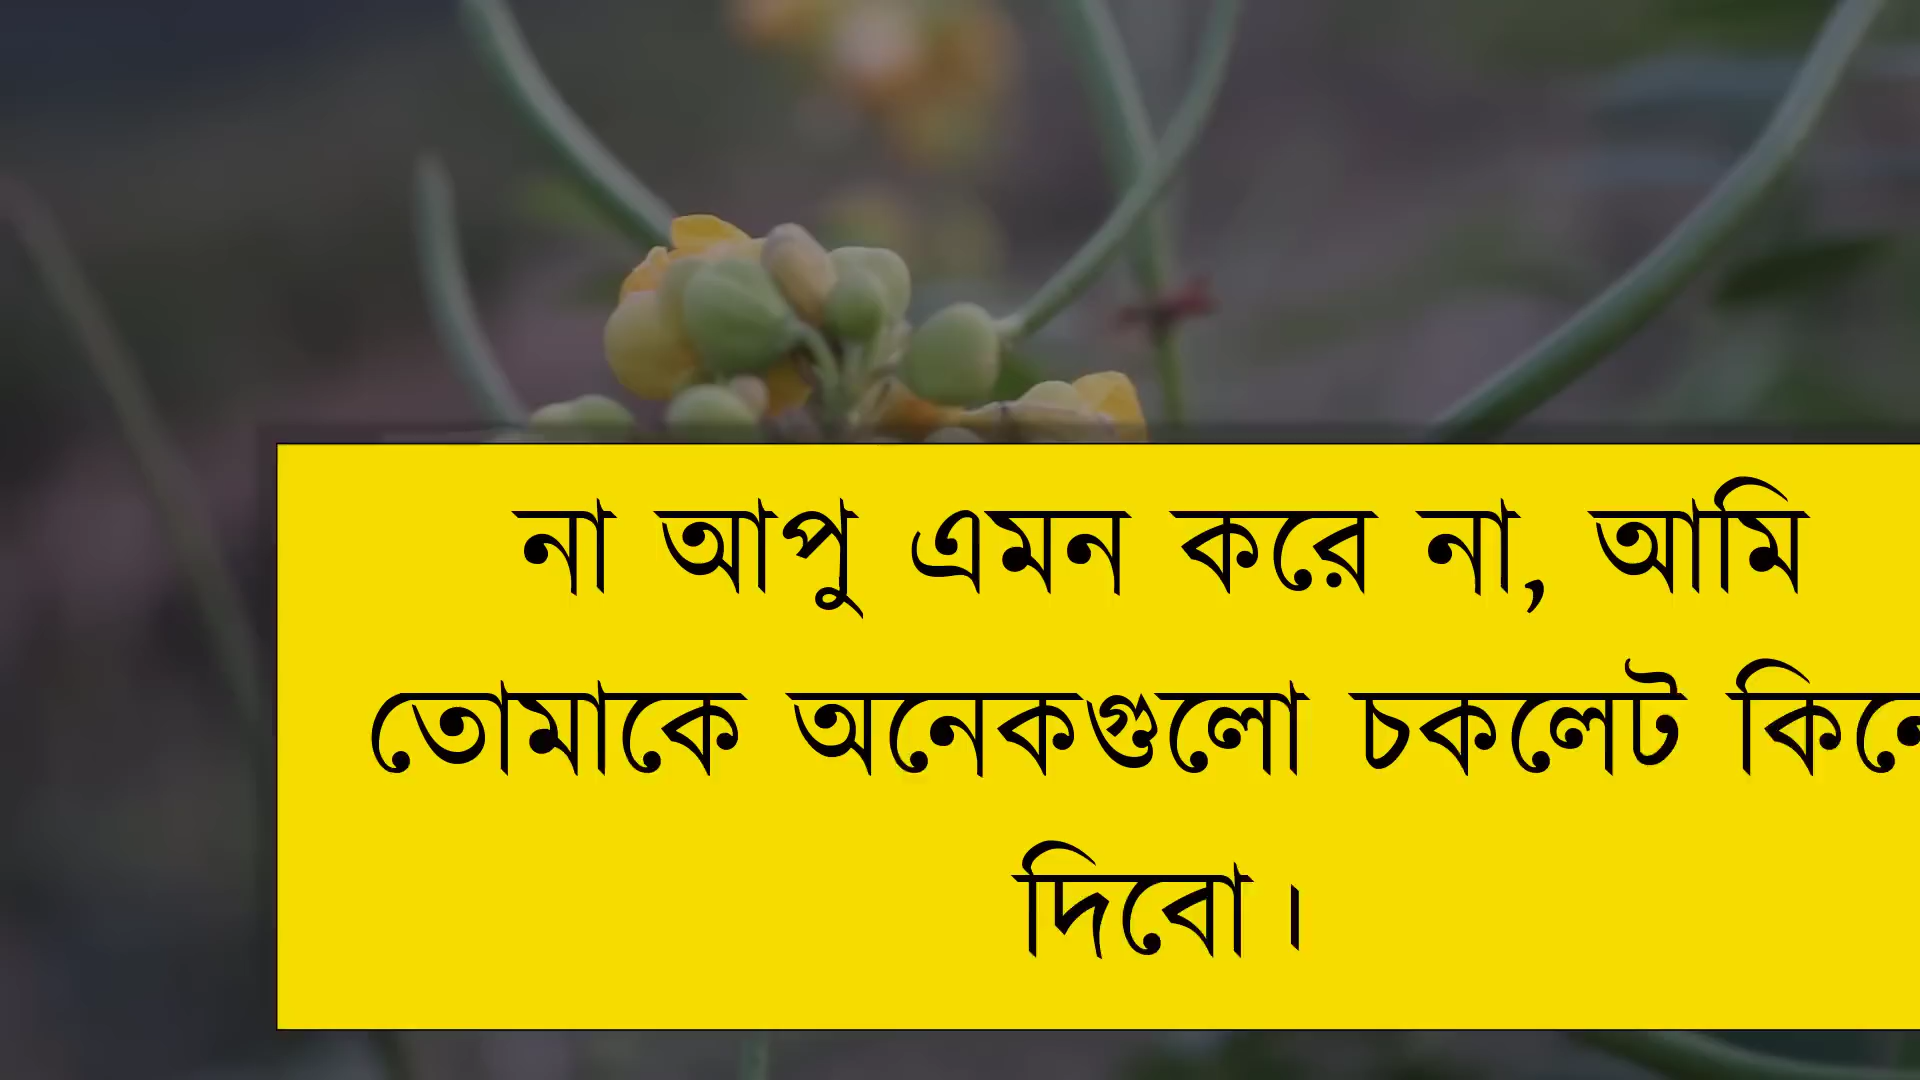 না আপু এমন করে না, আমি
তোমাকে অনেকগুলো চকলেট কিনে
দিবো।